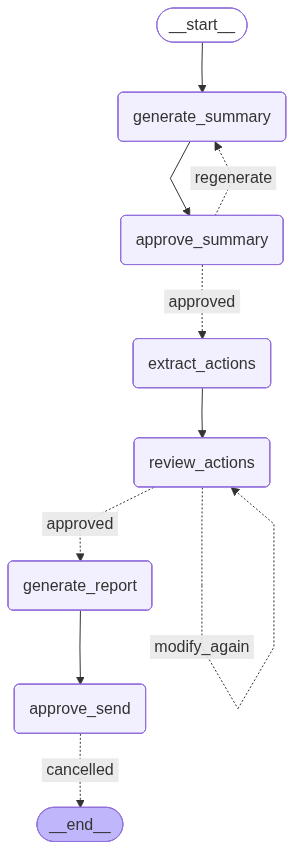 __start__
generate_summary
regenerate
approve_summary
approved
extract_actions
review_actions
approved
generate_report
modify_again
approve_send
cancelled
__end__